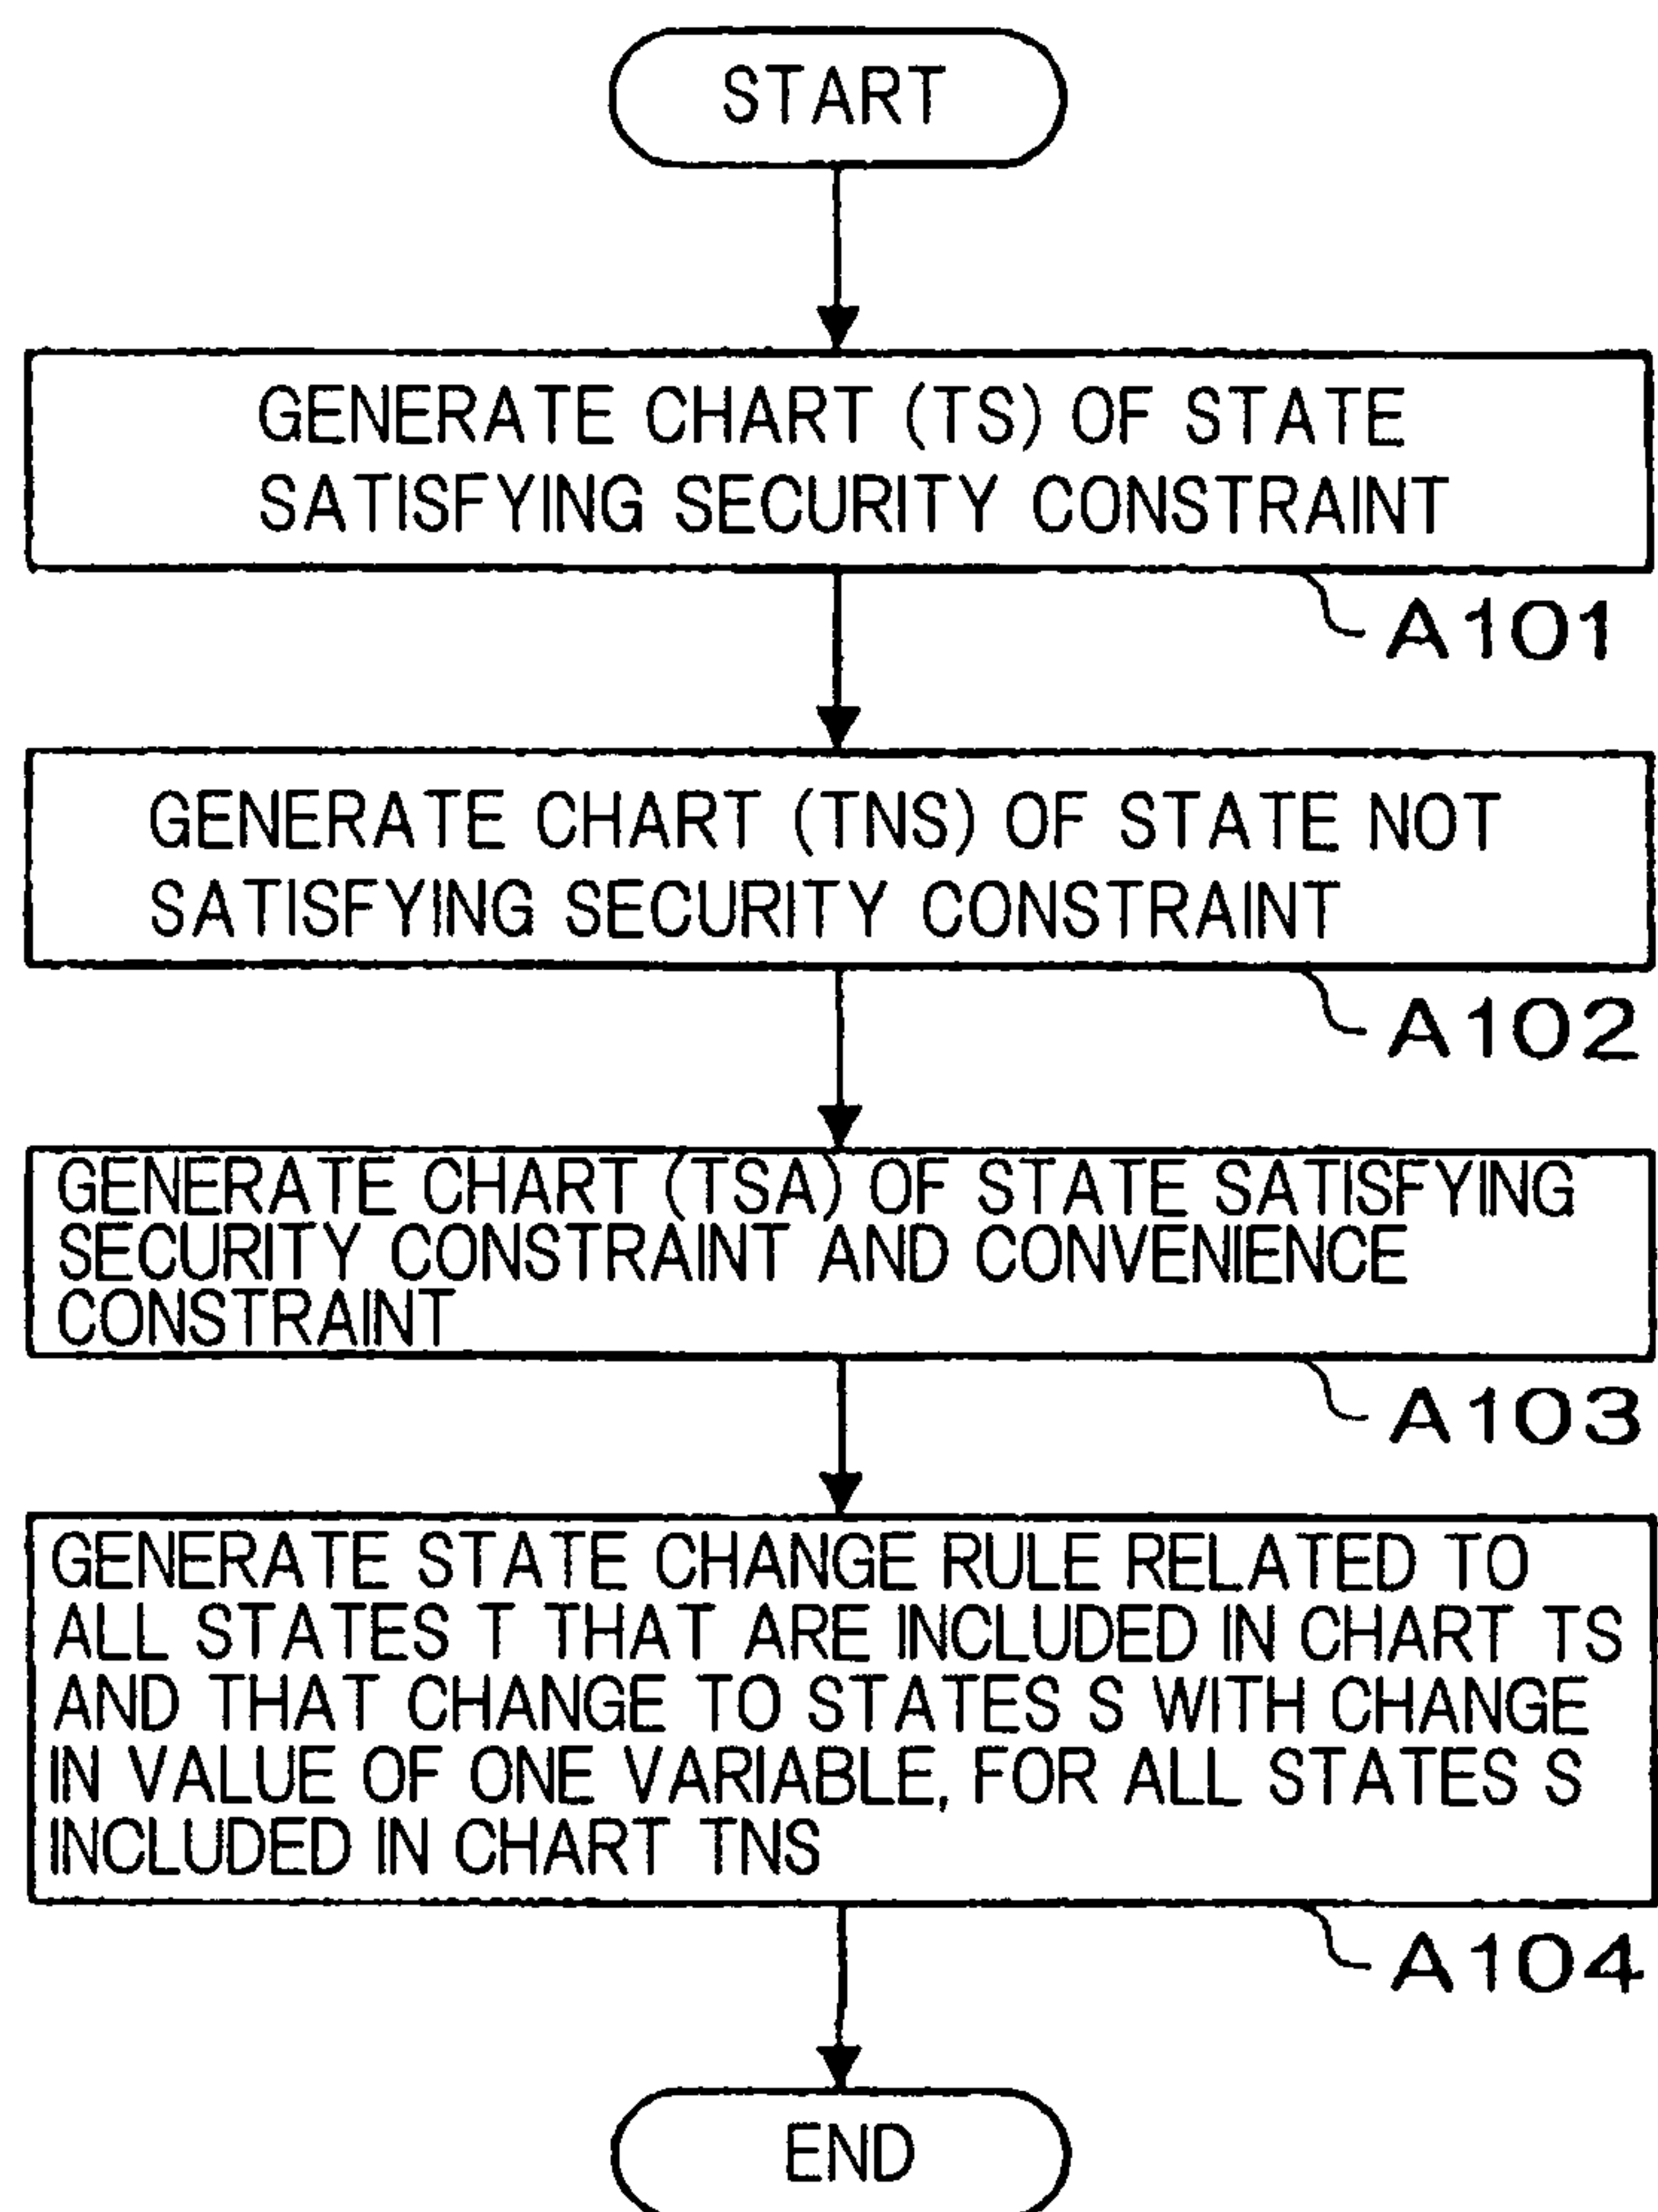 START
GENERATE CHART (TS) OF STATE
SATISFYING SECURITY CONSTRAINT
A101
GENERATE CHART (TNS) OF STATE NOT
SATISFYING SECURITY CONSTRAINT
A102
GENERATE CHART (TSA) OF STATE SATISFYING
SECURITY CONSTRAINT AND CONVENIENCE
CONSTRAINT
A103
GENERATE STATE CHANGE RULE RELATED TO
ALL STATES T THAT ARE INCLUDED IN CHART TS
AND THAT CHANGE TO STATES S WITH CHANGE
IN VALUE OF ONE VARIABLE, FOR ALL STATES S
INCLUDED IN CHART TNS
A104
END